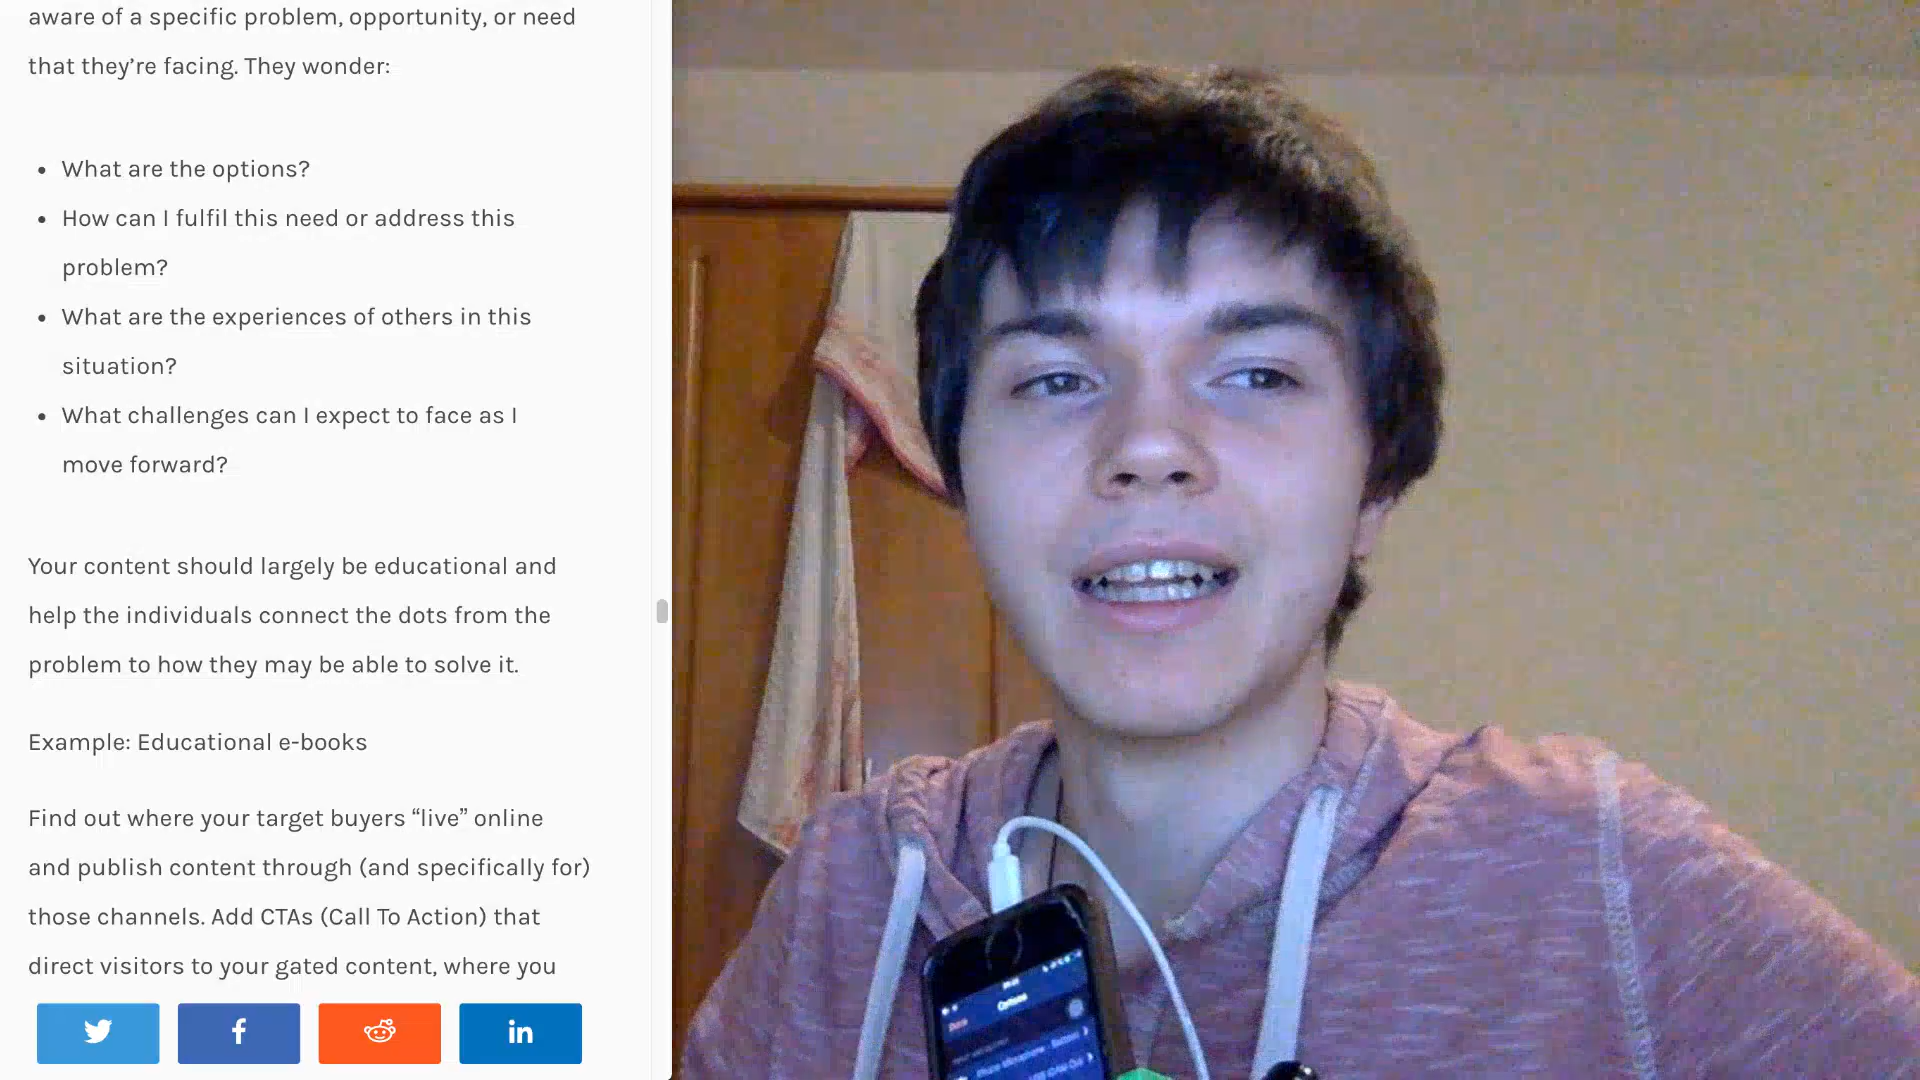 aware of a specific problem, opportunity, or need
that they’re facing. They wonder:
What are the options?
How can I fulfil this need or address this
problem?
What are the experiences of others in this
situation?
What challenges can I expect to face as I
move forward?
Your content should largely be educational and
help the individuals connect the dots from the
problem to how they may be able to solve it.
Example: Educational e-books
Find out where your target buyers “live” online
and publish content through (and specifically for)
those channels. Add CTAs (Call To Action) that
direct visitors to your gated content, where you